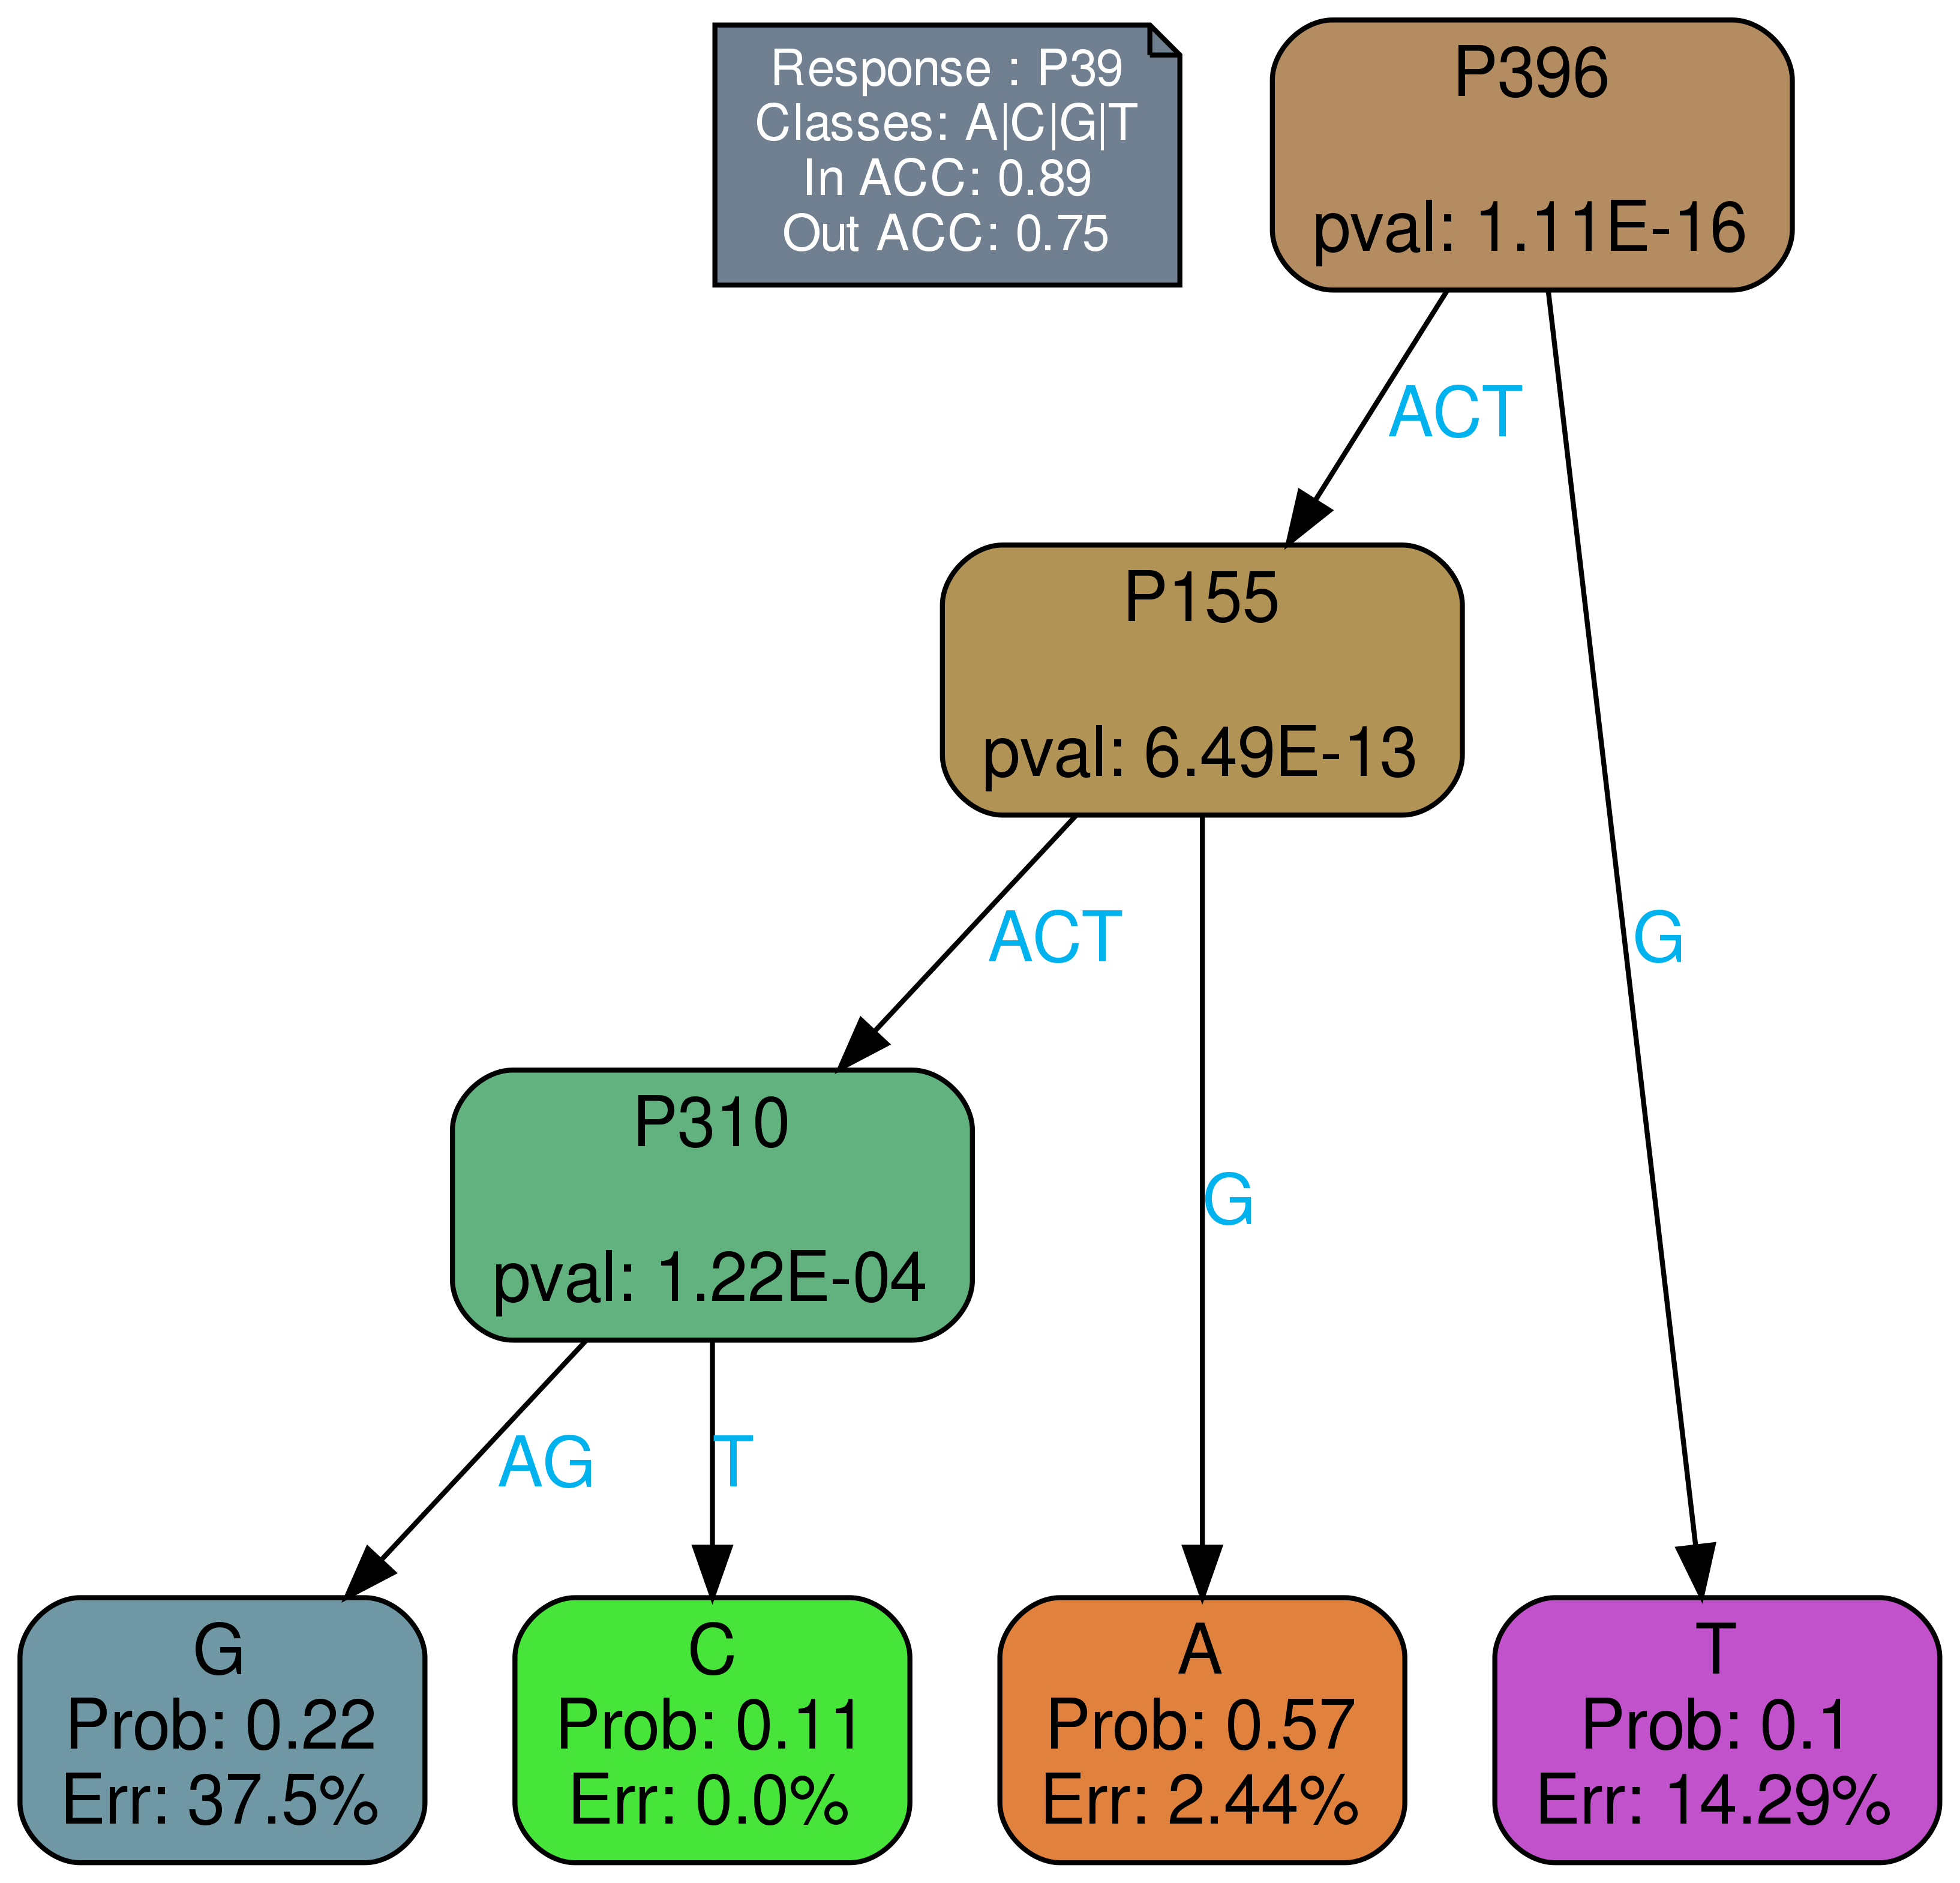 Response : P39
Classes: A|C|G|T
In ACC: 0.89
Out ACC: 0.75
P396
pval: 1.11E-16
ACT
P155
pval: 6.49E-13
ACT
G
P310
pval: 1.22E-04
G
AG
T
G
Prob: 0.22
Err: 37.5%
C
Prob: 0.11
Err: 0.0%
A
Prob: 0.57
Err: 2.44%
T
Prob: 0.1
Err: 14.29%